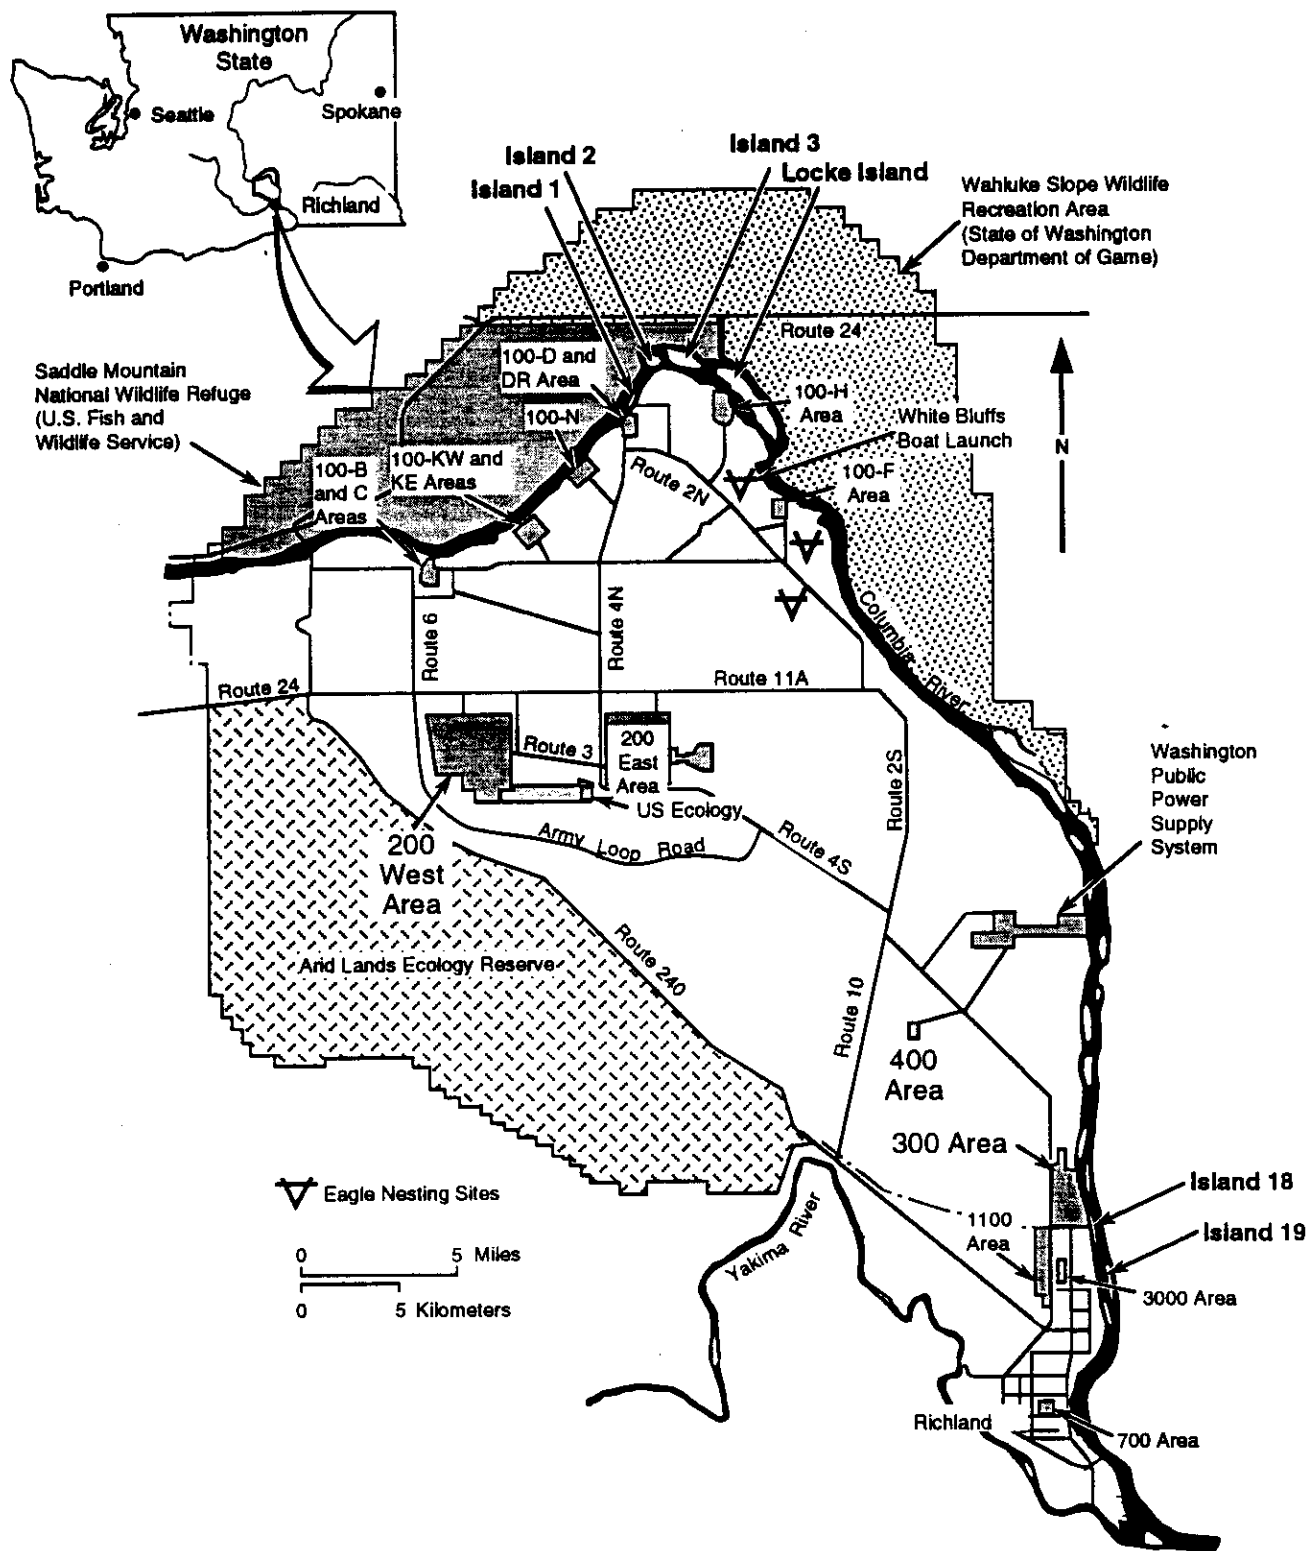 Washington
State
Seattle
Spokane
Richland
Portland
Island 2
Island 1
Island 3
Locke Island
Wahluke Slope Wildlife
Recreation Area
(State of Washington
Department of Game)
Route 24
Saddle Mountain
National Wildlife Refuge
(U.S. Fish and
Wildlife Service)
100-D and
DR Area
100-N
100-H
Area
White Bluffs
Boat Launch
N
100-B
and C
Areas
100-KW and
KE Areas
100-F
Area
Route 2N
Route 6
Route 4N
Columbia River
Route 24
Route 11A
Route 3
200
East
Area
US Ecology
Route 2S
Washington
Public
Power
Supply
System
Army Loop Road
Route 4S
200
West
Area
Arid Lands Ecology Reserve
Route 240
Route 10
400
Area
300 Area
Eagle Nesting Sites
Island 18
1100
Area
Island 19
Yakima River
0 5 Miles
0 5 Kilometers
3000 Area
Richland
700 Area